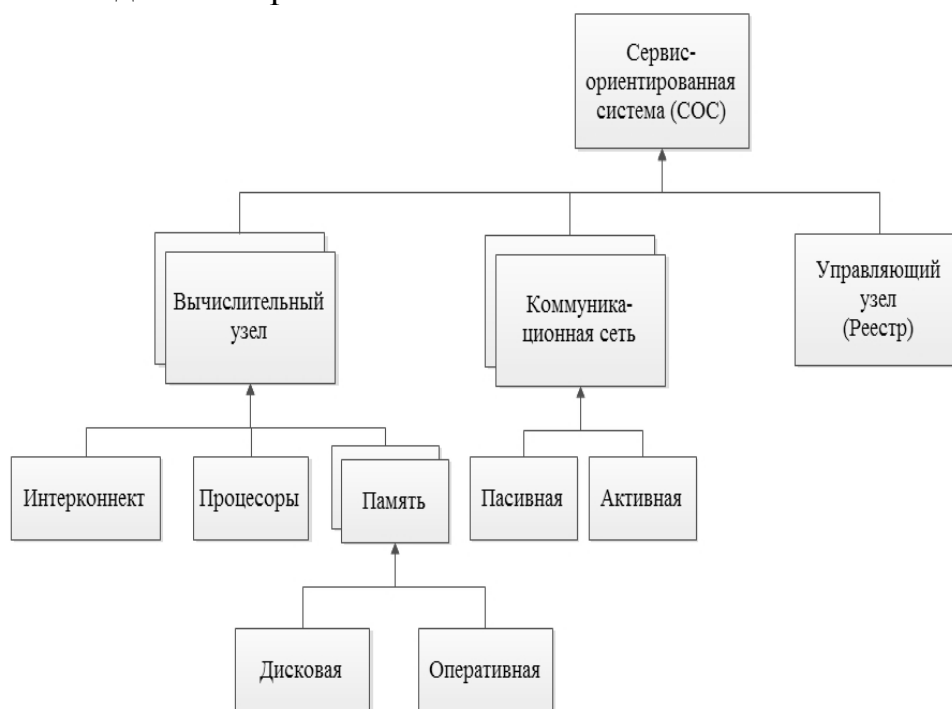 Сервис-
ориентированная
система (СОС)
Вычислительный
узел
Коммуника-
ционная сеть
Управляющий
узел
(Реестр)
Интерконнект
Процесоры
Память
Пасивная
Активная
Дисковая
Оперативная